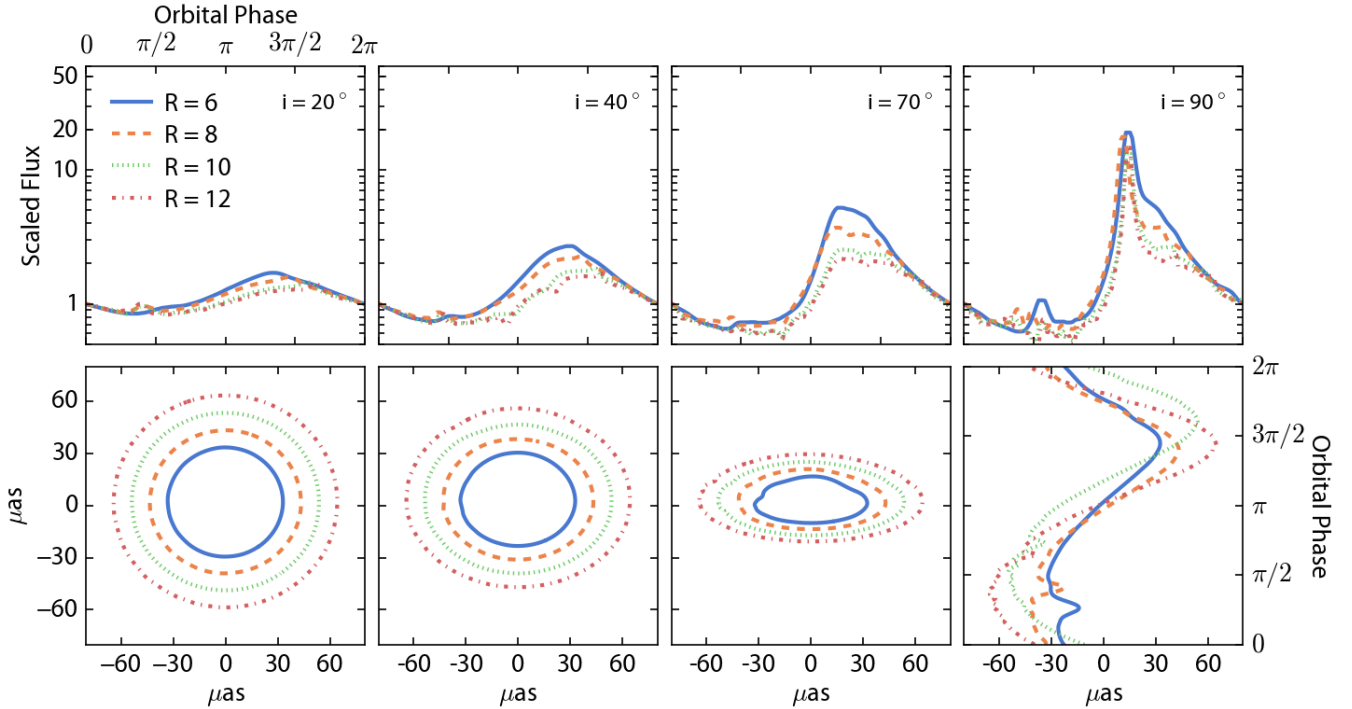 Orbital Phase
0 π/2 π 3π/2 2π
50
20
10
1
Scaled Flux
R = 6
R = 8
R = 10
R = 12
i = 20°
i = 40°
i = 70°
i = 90°
60
30
0
−30
−60
μas
-60 -30 0 30 60
μas
-60 -30 0 30 60
μas
-60 -30 0 30 60
μas
-60 -30 0 30 60
μas
2π
3π/2
π
π/2
0
Orbital Phase